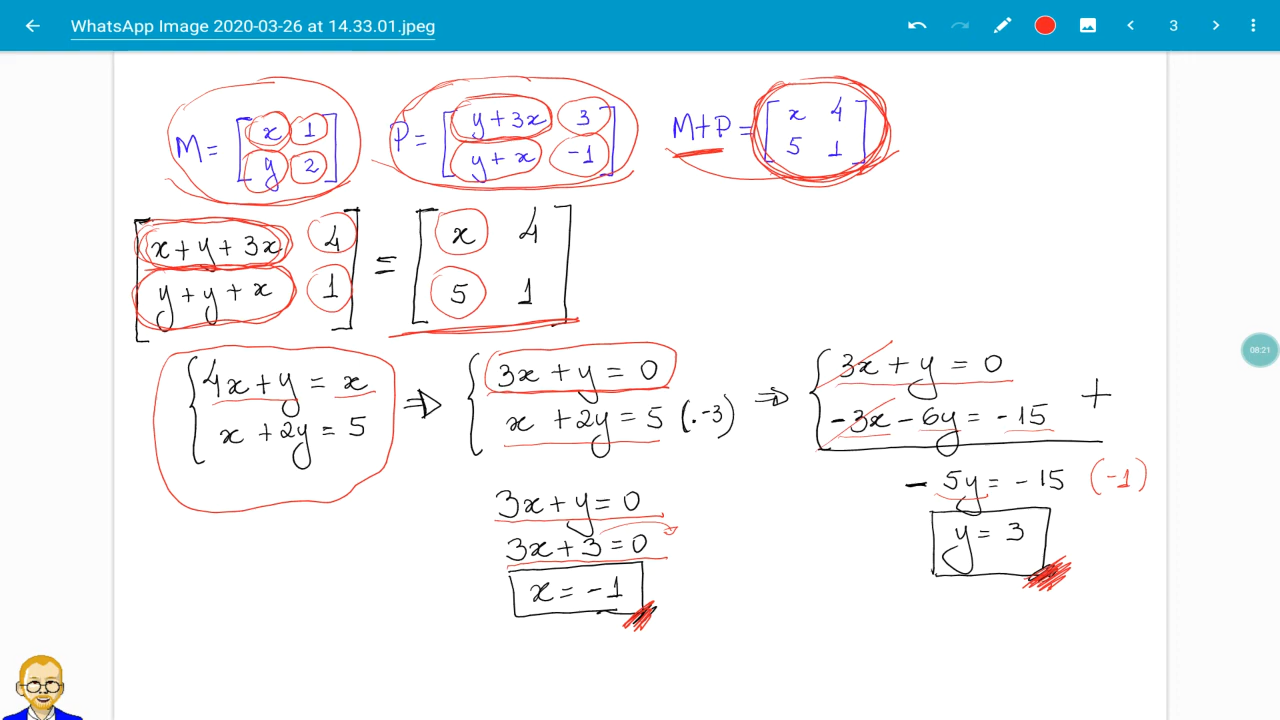 WhatsApp Image 2020-03-26 at 14.33.01.jpeg
3
M = [x 1
y 2]
P = [y + 3x 3
y + x -1]
M+P = [x 4
5 1]
[x + y + 3x 4
y + y + x 1] = [x 4
5 1]
{4x + y = x
x + 2y = 5
⇒ {3x + y = 0
x + 2y = 5 (·-3)
⇒ {3x + y = 0
-3x - 6y = -15 +
- 5y = -15 (-1)
y = 3
3x + y = 0
3x + 3 = 0
x = -1
08:21